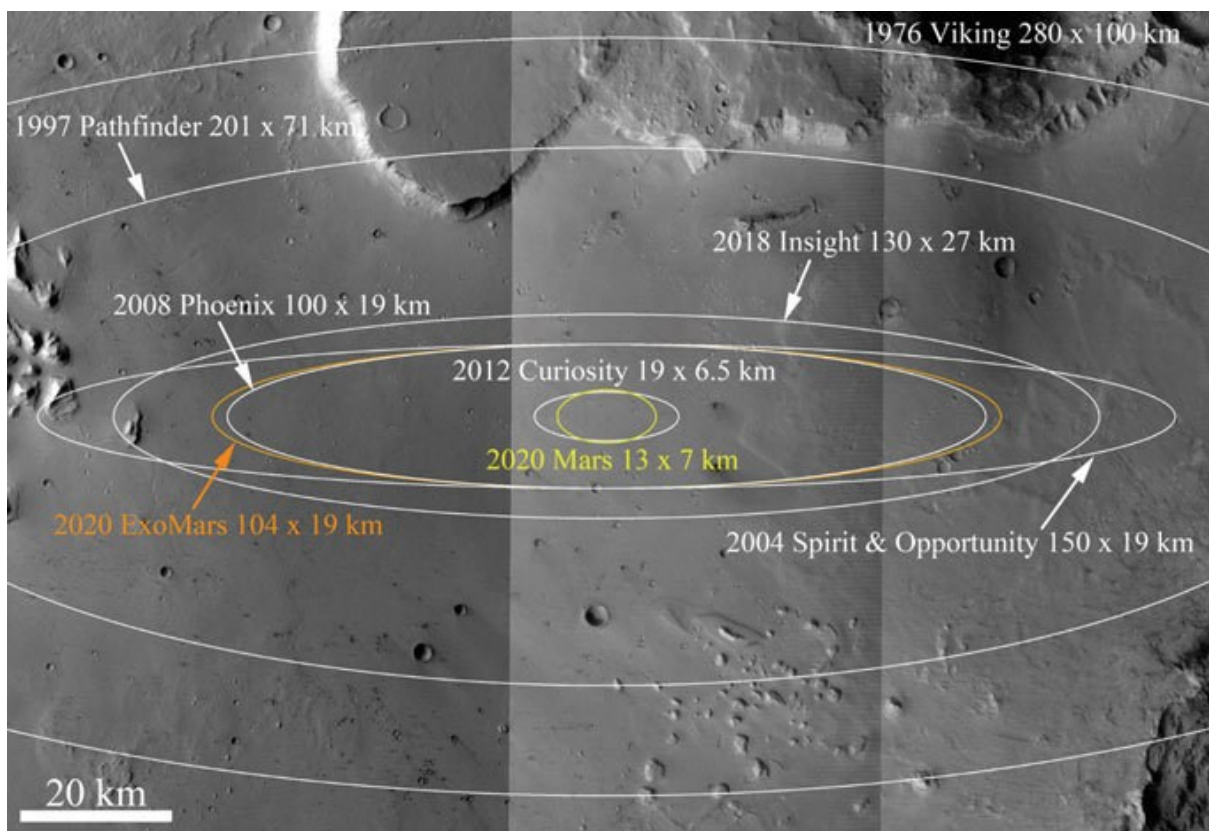 1976 Viking 280 x 100 km
1997 Pathfinder 201 x 71 km
2018 Insight 130 x 27 km
2008 Phoenix 100 x 19 km
2012 Curiosity 19 x 6.5 km
2020 Mars 13 x 7 km
2020 ExoMars 104 x 19 km
2004 Spirit & Opportunity 150 x 19 km
20 km